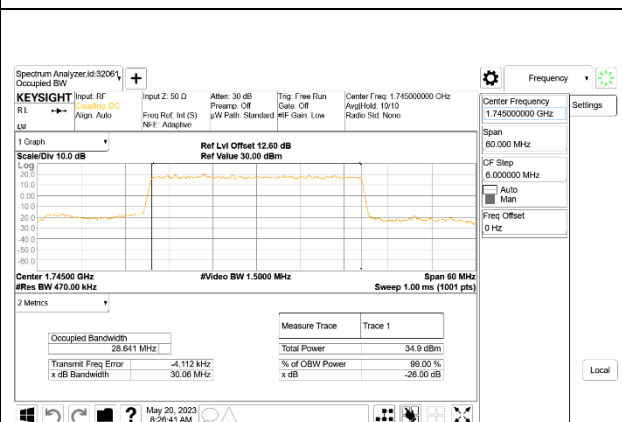 Spectrum Analyzer,Id:32061
Occupied BW
+
Frequency
KEYSIGHT
R L
Input: RF
Coupling: DC
Align: Auto
Input Z: 50 Ω
Freq Ref: Int (S)
NFE: Adaptive
Atten: 30 dB
Preamp: Off
µW Path: Standard
Trig: Free Run
Gate: Off
#IF Gain: Low
Center Freq: 1.745000000 GHz
Avg|Hold: 10/10
Radio Std: None
Center Frequency
1.745000000 GHz
Settings
Span
60.000 MHz
CF Step
6.000000 MHz
Auto
Man
Freq Offset
0 Hz
1 Graph
Scale/Div 10.0 dB
Ref Lvl Offset 12.60 dB
Ref Value 30.00 dBm
Log
20.0
10.0
0.00
-10.0
-20.0
-30.0
-40.0
-50.0
-60.0
Center 1.74500 GHz
#Res BW 470.00 kHz
#Video BW 1.5000 MHz
Span 60 MHz
Sweep 1.00 ms (1001 pts)
2 Metrics
Measure Trace Trace 1
Occupied Bandwidth
28.641 MHz
Total Power 34.9 dBm
Transmit Freq Error -4.112 kHz
% of OBW Power 99.00 %
x dB Bandwidth 30.06 MHz
x dB -26.00 dB
Local
?
May 20, 2023
8:26:41 AM